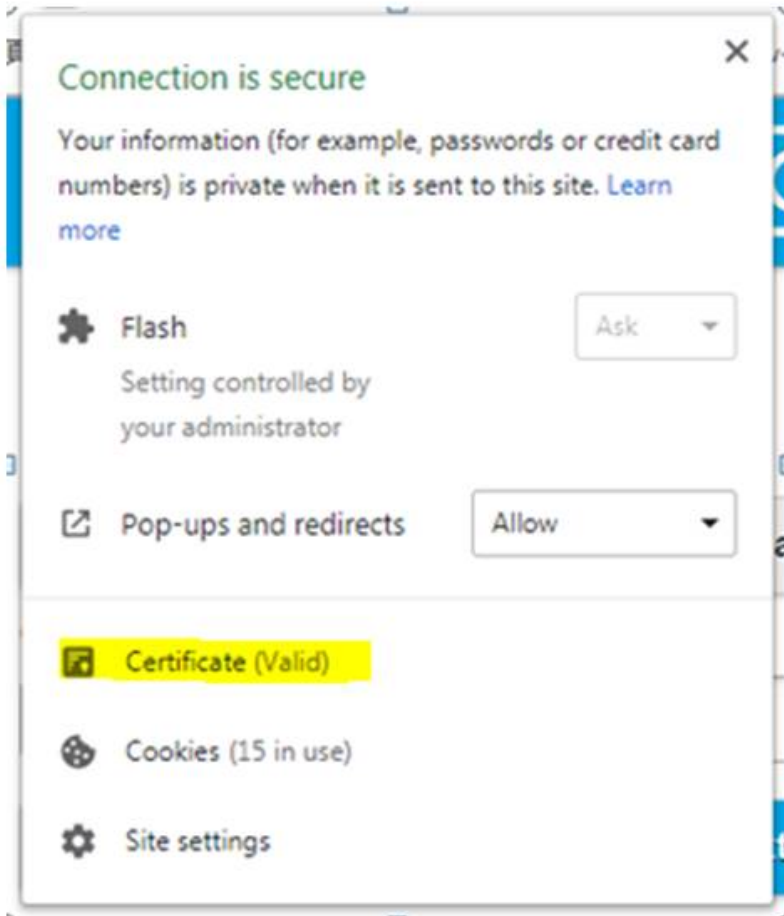 Connection is secure
Your information (for example, passwords or credit card
numbers) is private when it is sent to this site. Learn
more
Flash
Ask
Setting controlled by
your administrator
Pop-ups and redirects
Allow
Certificate (Valid)
Cookies (15 in use)
Site settings